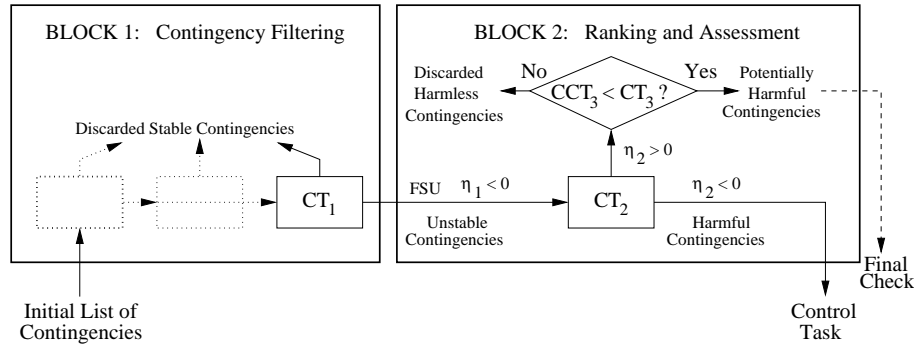 BLOCK 1: Contingency Filtering
Discarded Stable Contingencies
CT₁
Initial List of
Contingencies
BLOCK 2: Ranking and Assessment
Discarded
Harmless
Contingencies
No
CCT₃ < CT₃ ?
Yes
Potentially
Harmful
Contingencies
η₂ > 0
FSU η₁ < 0
Unstable
Contingencies
CT₂
η₂ < 0
Harmful
Contingencies
Final
Check
Control
Task